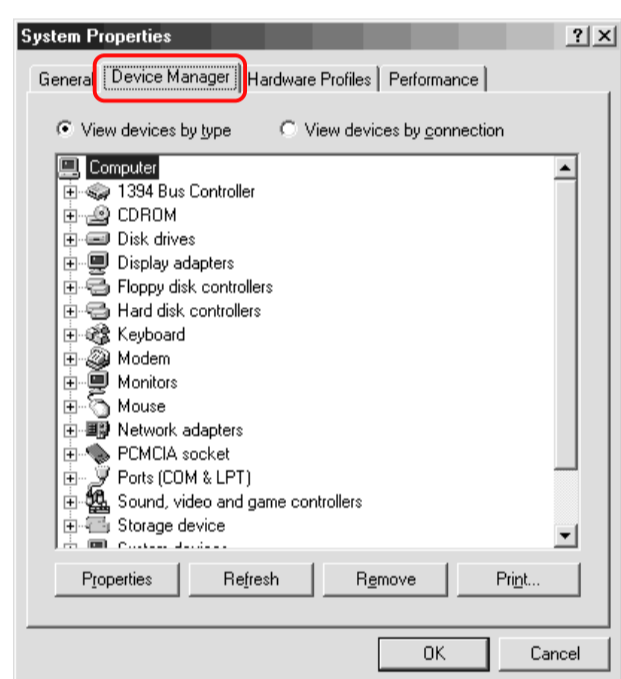 System Properties
General Device Manager Hardware Profiles Performance
View devices by type View devices by connection
Computer
1394 Bus Controller
CDROM
Disk drives
Display adapters
Floppy disk controllers
Hard disk controllers
Keyboard
Modem
Monitors
Mouse
Network adapters
PCMCIA socket
Ports (COM & LPT)
Sound, video and game controllers
Storage device
System devices
Properties Refresh Remove Print...
OK Cancel